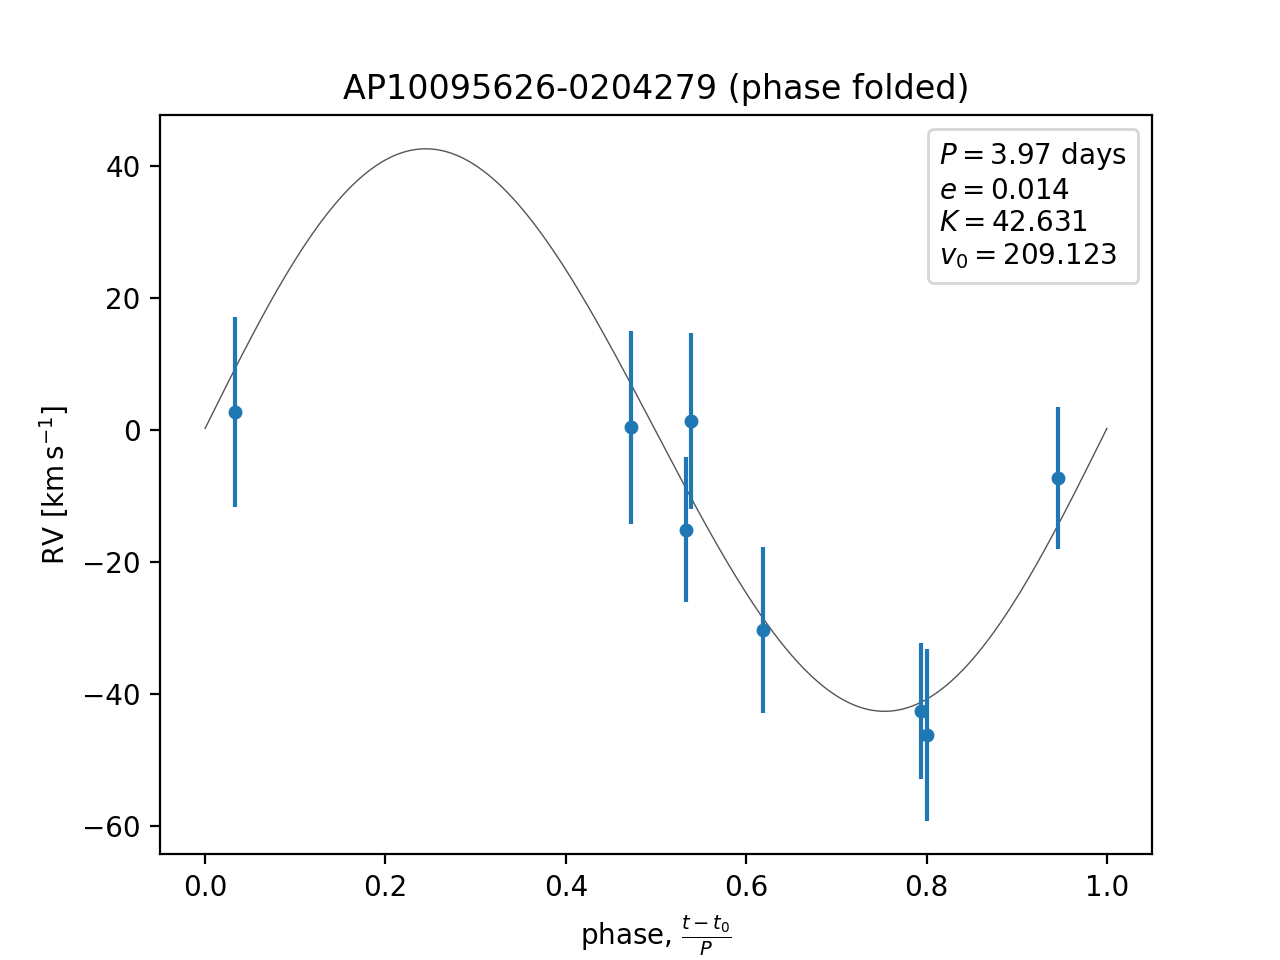 AP10095626-0204279 (phase folded)
P = 3.97 days
e = 0.014
K = 42.631
v₀ = 209.123
RV [km s⁻¹]
40
20
0
−20
−40
−60
0.0 0.2 0.4 0.6 0.8 1.0
phase, (t − t₀)/P